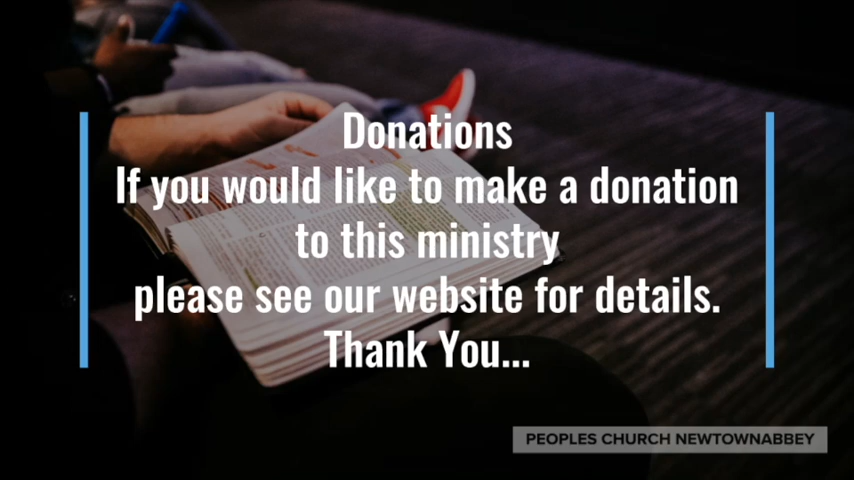 Donations
If you would like to make a donation
to this ministry
please see our website for details.
Thank You...
PEOPLES CHURCH NEWTOWNABBEY